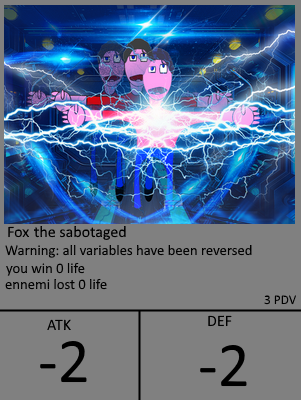 Fox the sabotaged
Warning: all variables have been reversed
you win 0 life
ennemi lost 0 life
3 PDV
ATK
DEF
-2
-2